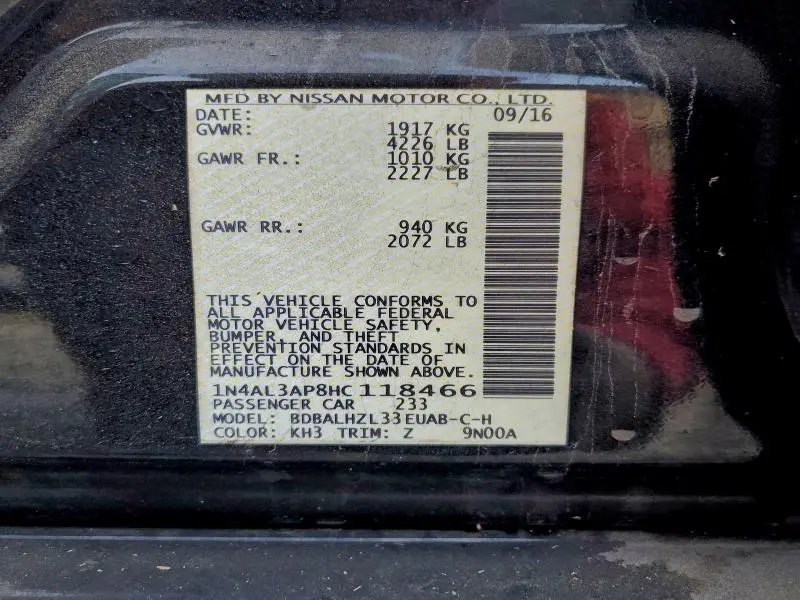 MFD BY NISSAN MOTOR CO., LTD.
DATE: 09/16
GVWR: 1917 KG
4226 LB
GAWR FR.: 1010 KG
2227 LB
GAWR RR.: 940 KG
2072 LB
THIS VEHICLE CONFORMS TO
ALL APPLICABLE FEDERAL
MOTOR VEHICLE SAFETY,
BUMPER, AND THEFT
PREVENTION STANDARDS IN
EFFECT ON THE DATE OF
MANUFACTURE SHOWN ABOVE.
1N4AL3AP8HC 118466
PASSENGER CAR 233
MODEL: BDBALHZL33EUAB-C-H
COLOR: KH3 TRIM: Z 9N00A